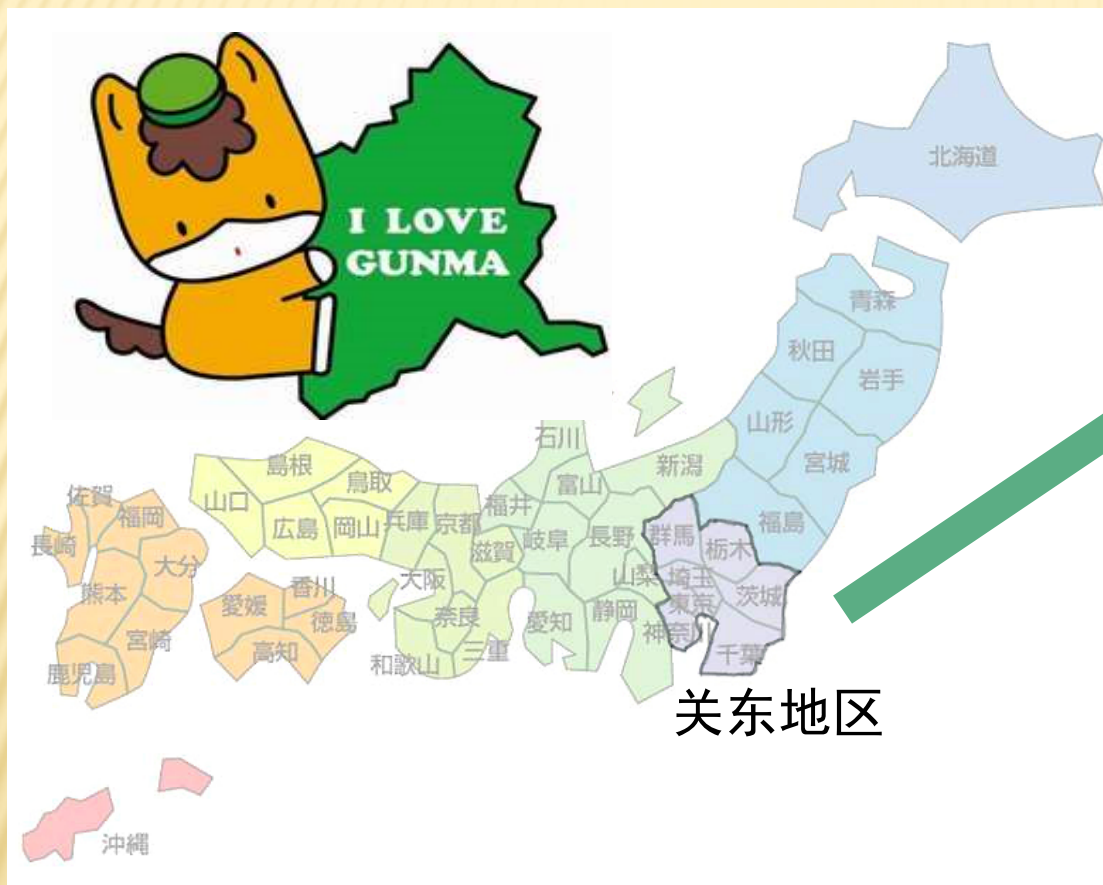 I LOVE
GUNMA
北海道
青森
秋田
岩手
山形
宮城
石川
新潟
島根
富山
鳥取
山口
佐賀
福井
福岡
広島
岡山
兵庫
京都
福島
群馬
長野
岐阜
栃木
長崎
滋賀
大分
山梨
埼玉
大阪
香川
熊本
茨城
愛媛
東京
静岡
奈良
愛知
徳島
神奈
宮崎
高知
三重
千葉
和歌山
鹿児島
关东地区
沖縄